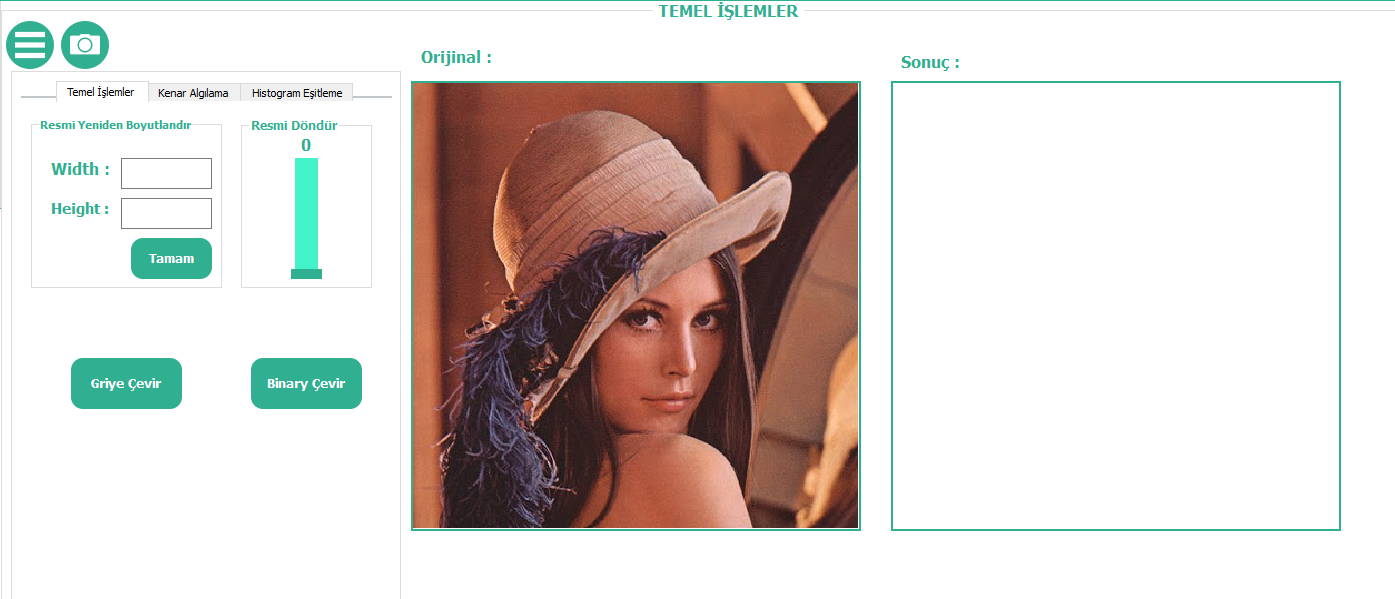 TEMEL İŞLEMLER
Orijinal :
Sonuç :
Temel İşlemler
Kenar Algılama
Histogram Eşitleme
Resmi Yeniden Boyutlandır
Width :
Height :
Tamam
Resmi Döndür
0
Griye Çevir
Binary Çevir